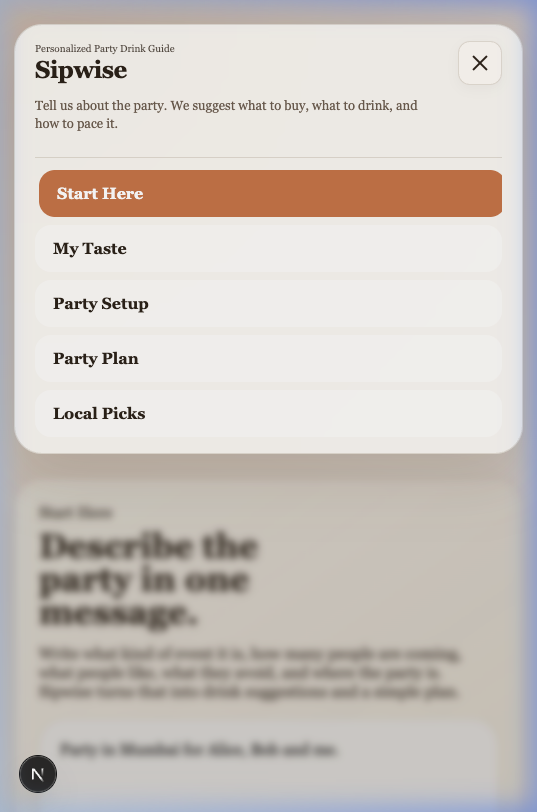 Personalized Party Drink Guide
Sipwise
Tell us about the party. We suggest what to buy, what to drink, and
how to pace it.
Start Here
My Taste
Party Setup
Party Plan
Local Picks
Start Here
Describe the
party in one
message.
Write what kind of event it is, how many people are coming,
what people like, what they avoid, and where the party is.
Sipwise turns that into drink suggestions and a simple plan.
Party in Mumbai for Alice, Bob and me.
N